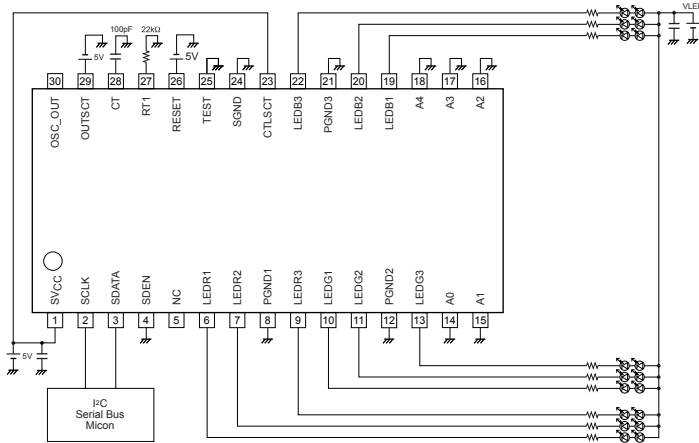 VLED
5V
100pF
22kΩ
5V
30 29 28 27 26 25 24 23 22 21 20 19 18 17 16
OSC_OUT
OUTSCT
CT
RT1
RESET
TEST
SGND
CTLSCT
LEDB3
PGND3
LEDB2
LEDB1
A4
A3
A2
SVCC
SCLK
SDATA
SDEN
NC
LEDR1
LEDR2
PGND1
LEDR3
LEDG1
LEDG2
PGND2
LEDG3
A0
A1
1 2 3 4 5 6 7 8 9 10 11 12 13 14 15
5V
I²C
Serial Bus
Micon